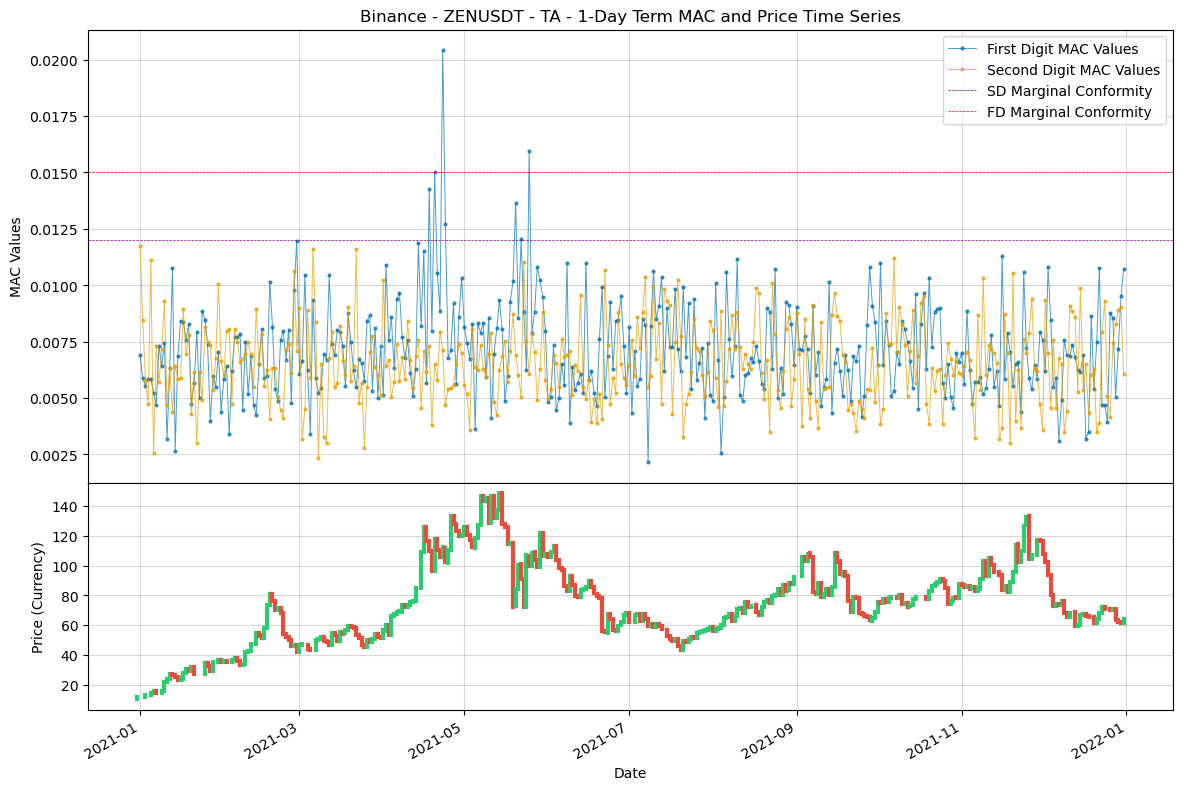 Binance - ZENUSDT - TA - 1-Day Term MAC and Price Time Series
First Digit MAC Values
Second Digit MAC Values
SD Marginal Conformity
FD Marginal Conformity
MAC Values
0.0200
0.0175
0.0150
0.0125
0.0100
0.0075
0.0050
0.0025
Price (Currency)
140
120
100
80
60
40
20
2021-01
2021-03
2021-05
2021-07
2021-09
2021-11
2022-01
Date